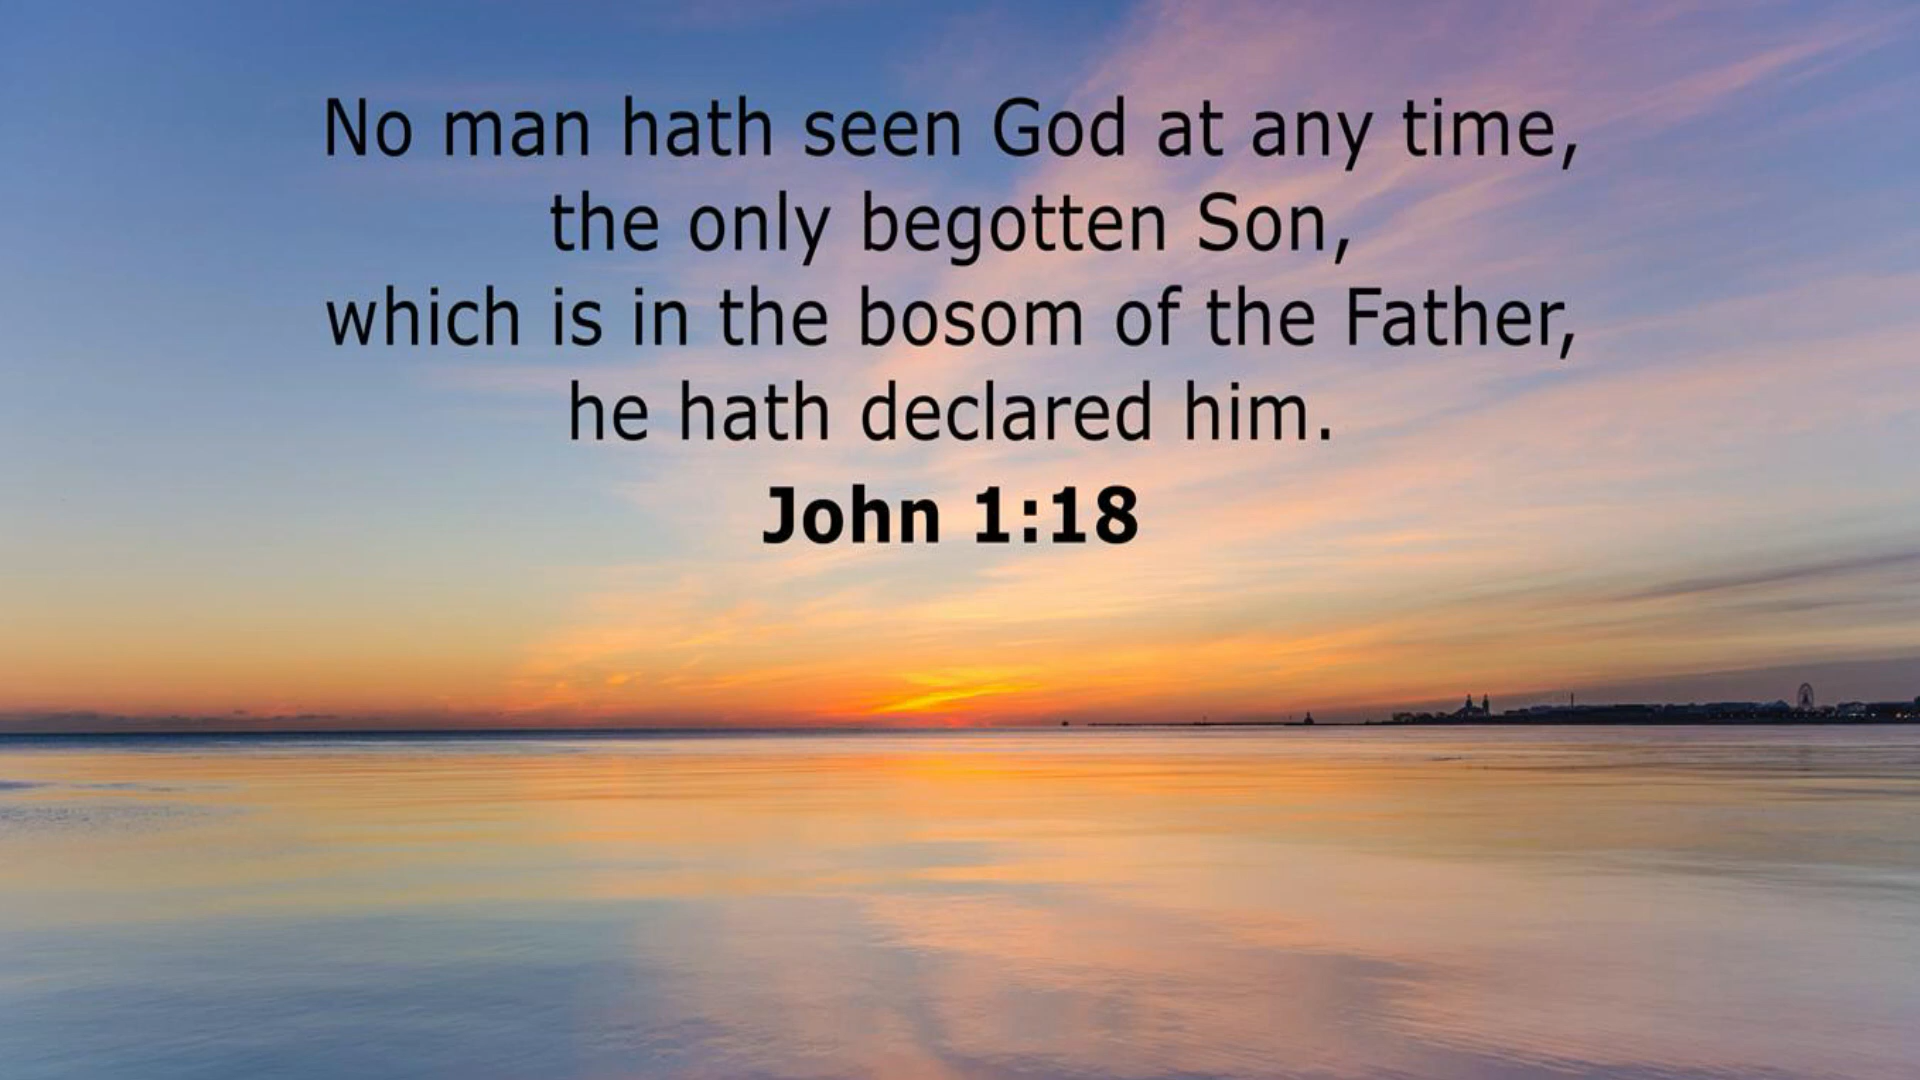 No man hath seen God at any time,
the only begotten Son,
which is in the bosom of the Father,
he hath declared him.
John 1:18